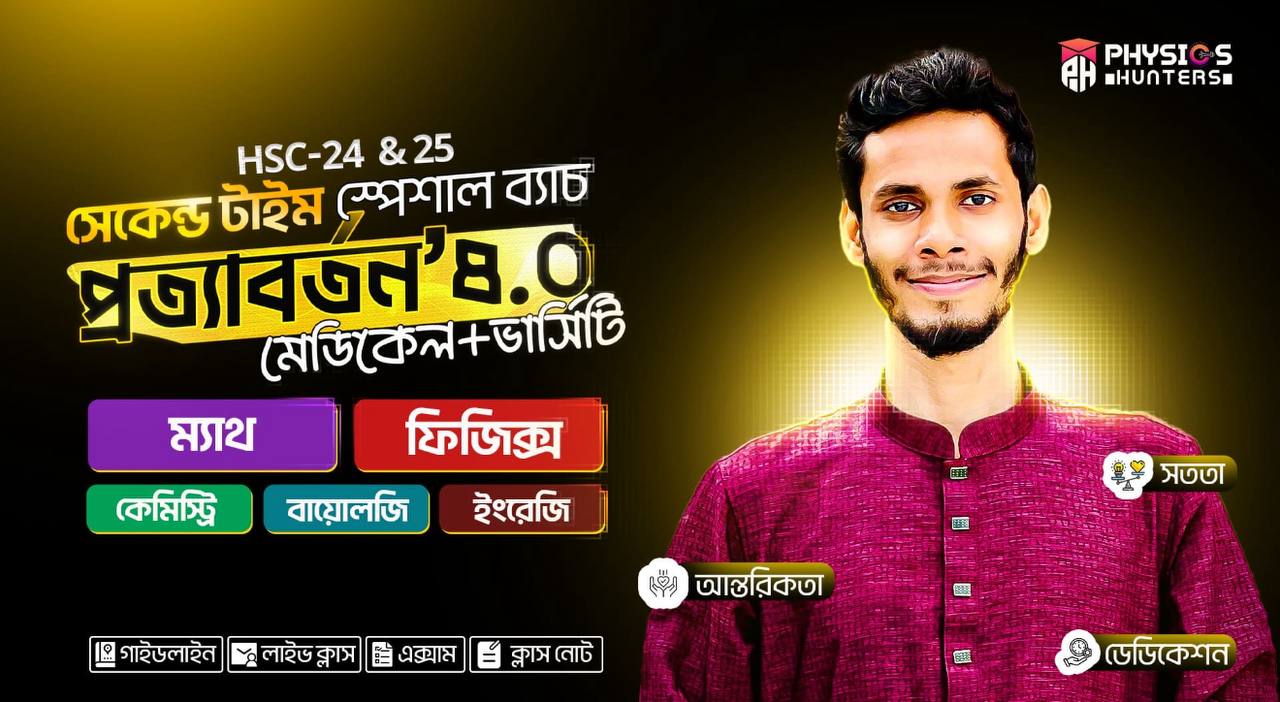 PHYSICS
HUNTERS
HSC-24 & 25
সেকেন্ড টাইম স্পেশাল ব্যাচ
প্রত্যাবর্তন'৪.০
মেডিকেল+ভার্সিটি
ম্যাথ
ফিজিক্স
কেমিস্ট্রি
বায়োলজি
ইংরেজি
সততা
আন্তরিকতা
ডেডিকেশন
গাইডলাইন
লাইভ ক্লাস
এক্সাম
ক্লাস নোট